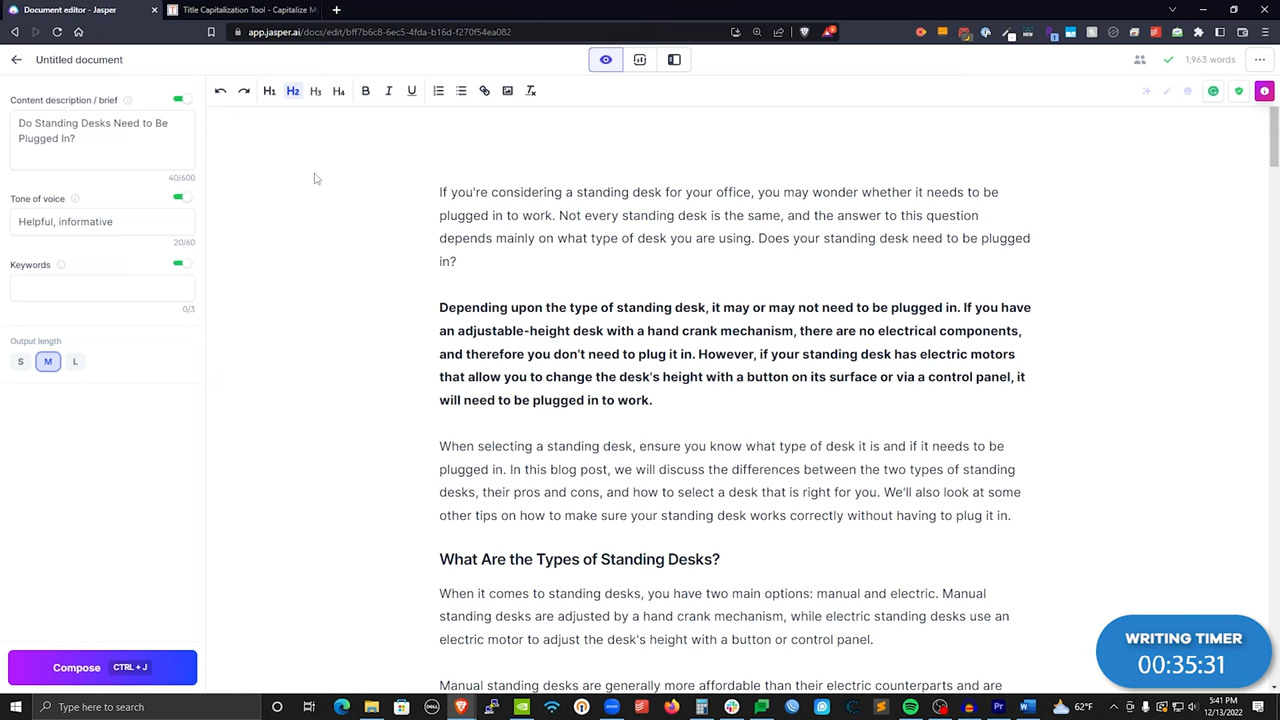 Document editor - Jasper
Title Capitalization Tool - Capitalize M
app.jasper.ai/docs/edit/bff7b6c8-6ec5-4fda-b16d-f270f54ea082
Untitled document
1,963 words
Content description / brief
Do Standing Desks Need to Be
Plugged In?
40/600
Tone of voice
Helpful, informative
20/60
Keywords
0/3
Output length
S M L
Compose CTRL + J
H1 H2 H3 H4 B I U
If you're considering a standing desk for your office, you may wonder whether it needs to be
plugged in to work. Not every standing desk is the same, and the answer to this question
depends mainly on what type of desk you are using. Does your standing desk need to be plugged
in?
Depending upon the type of standing desk, it may or may not need to be plugged in. If you have
an adjustable-height desk with a hand crank mechanism, there are no electrical components,
and therefore you don't need to plug it in. However, if your standing desk has electric motors
that allow you to change the desk's height with a button on its surface or via a control panel, it
will need to be plugged in to work.
When selecting a standing desk, ensure you know what type of desk it is and if it needs to be
plugged in. In this blog post, we will discuss the differences between the two types of standing
desks, their pros and cons, and how to select a desk that is right for you. We'll also look at some
other tips on how to make sure your standing desk works correctly without having to plug it in.
What Are the Types of Standing Desks?
When it comes to standing desks, you have two main options: manual and electric. Manual
standing desks are adjusted by a hand crank mechanism, while electric standing desks use an
electric motor to adjust the desk's height with a button or control panel.
Manual standing desks are generally more affordable than their electric counterparts and are
WRITING TIMER
00:35:31
Type here to search
62°F
5:41 PM
12/13/2022